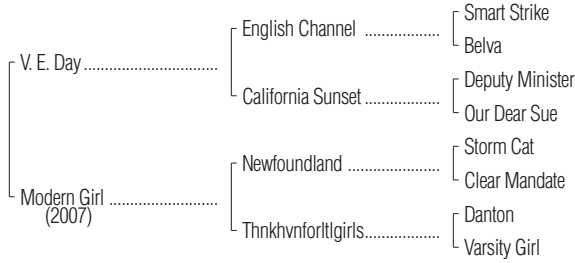 Smart Strike
English Channel ..................
Belva
V. E. Day ................................
Deputy Minister
California Sunset ..................
Our Dear Sue
Storm Cat
Newfoundland ......................
Clear Mandate
Modern Girl ..........................
(2007)
Danton
Thnkhvnforltlgirls..................
Varsity Girl